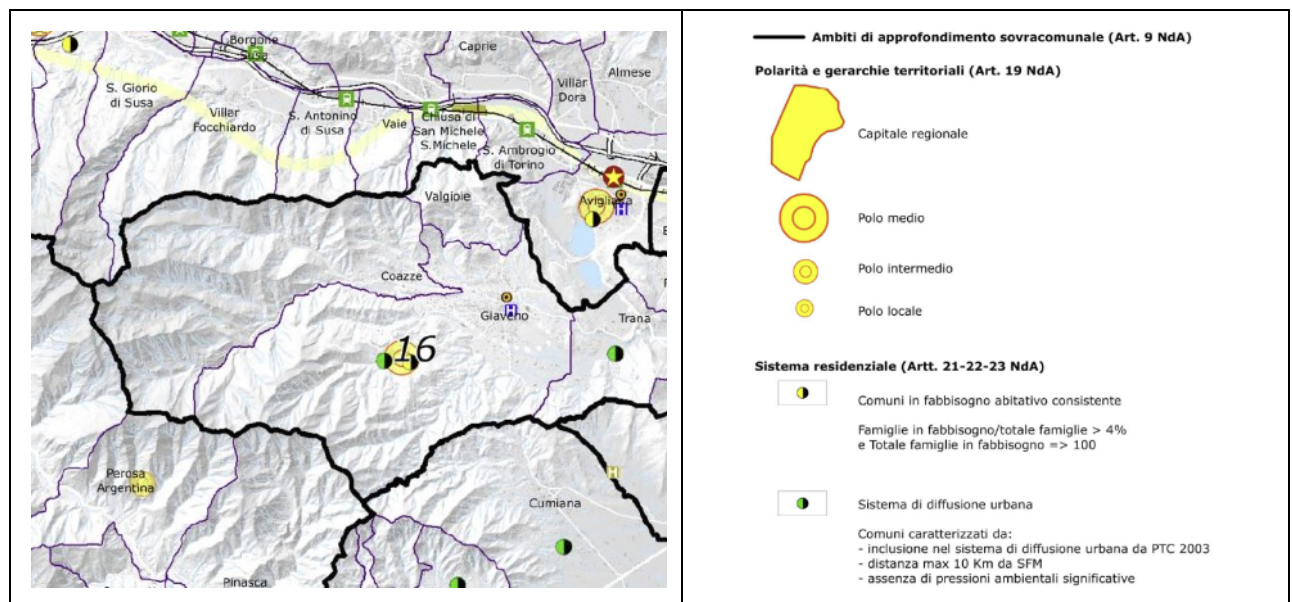 Borgone
Susa
Caprie
Almese
S. Giorio
di Susa
Villar
Dora
Villar
Focchiardo
S. Antonino
di Susa
Vaie
Chiusa di
San Michele
S.Michele
S. Ambrogio
di Torino
Valgioie
Avigliana
H
Coazze
H
Giaveno
Trana
16
Perosa
Argentina
H
Cumiana
Pinasca
Ambiti di approfondimento sovracomunale (Art. 9 NdA)
Polarità e gerarchie territoriali (Art. 19 NdA)
Capitale regionale
Polo medio
Polo intermedio
Polo locale
Sistema residenziale (Artt. 21-22-23 NdA)
Comuni in fabbisogno abitativo consistente
Famiglie in fabbisogno/totale famiglie > 4%
e Totale famiglie in fabbisogno => 100
Sistema di diffusione urbana
Comuni caratterizzati da:
- inclusione nel sistema di diffusione urbana da PTC 2003
- distanza max 10 Km da SFM
- assenza di pressioni ambientali significative